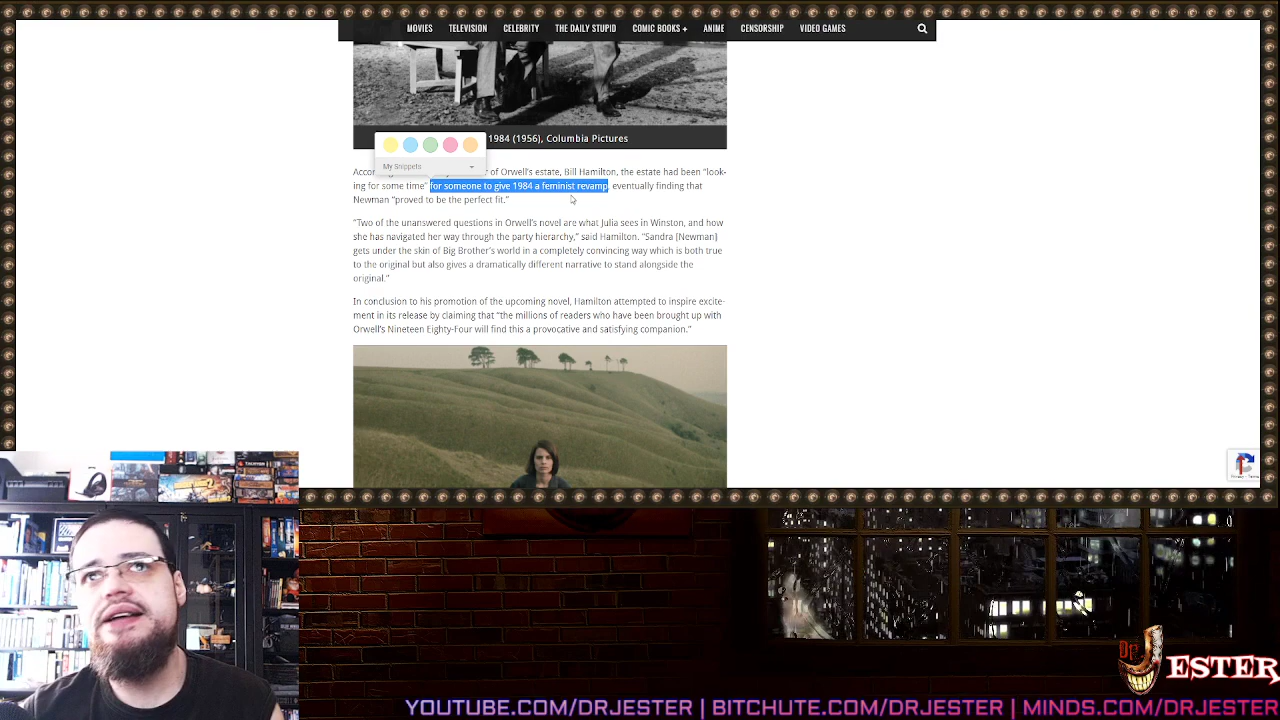 MOVIES TELEVISION CELEBRITY THE DAILY STUPID COMIC BOOKS + ANIME CENSORSHIP VIDEO GAMES
1984 (1956), Columbia Pictures
My Snippets
of Orwell's estate, Bill Hamilton, the estate had been “look-
ing for some time” for someone to give 1984 a feminist revamp, eventually finding that
Newman “proved to be the perfect fit.”
“Two of the unanswered questions in Orwell's novel are what Julia sees in Winston, and how
she has navigated her way through the party hierarchy,” said Hamilton. “Sandra [Newman]
gets under the skin of Big Brother's world in a completely convincing way which is both true
to the original but also gives a dramatically different narrative to stand alongside the
original.”
In conclusion to his promotion of the upcoming novel, Hamilton attempted to inspire excite-
ment in its release by claiming that “the millions of readers who have been brought up with
Orwell's Nineteen Eighty-Four will find this a provocative and satisfying companion.”
Dr
JESTER
YOUTUBE.COM/DRJESTER | BITCHUTE.COM/DRJESTER | MINDS.COM/DRJESTER